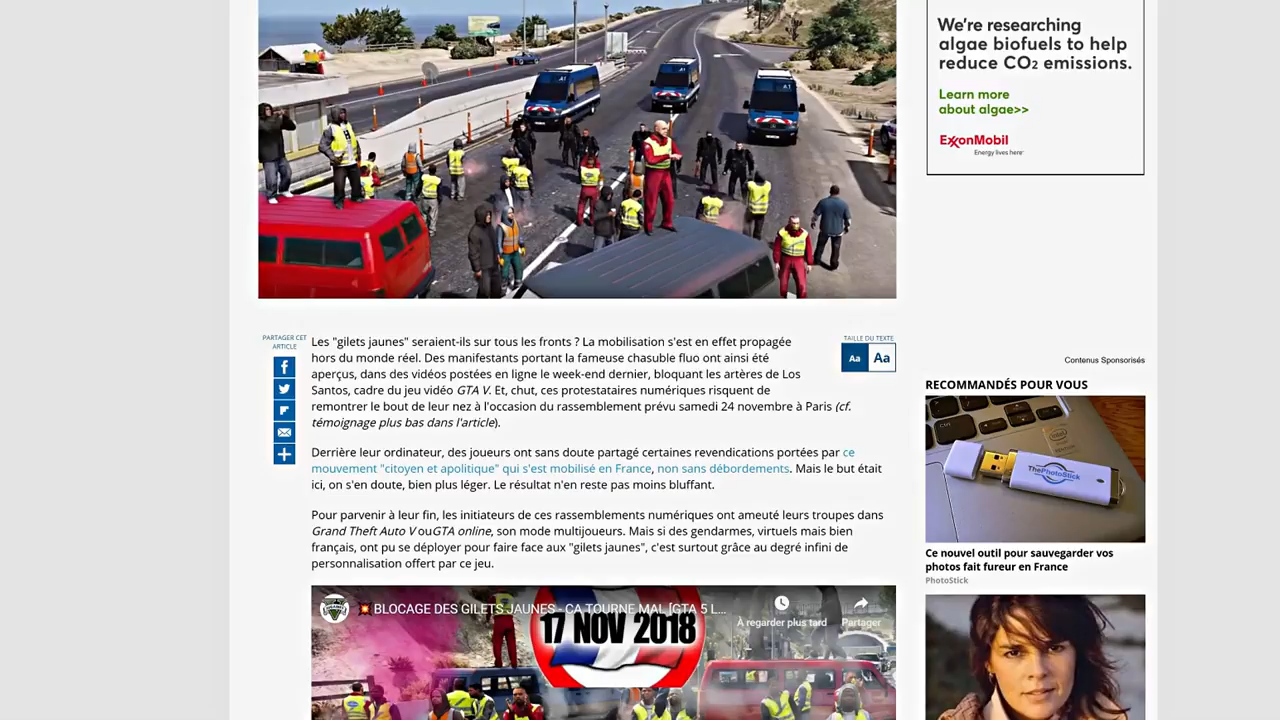 We're researching
algae biofuels to help
reduce CO2 emissions.
Learn more
about algae>>
ExxonMobil
Energy lives here
PARTAGER CET
ARTICLE
TAILLE DU TEXTE
Aa Aa
Les "gilets jaunes" seraient-ils sur tous les fronts ? La mobilisation s'est en effet propagée
hors du monde réel. Des manifestants portant la fameuse chasuble fluo ont ainsi été
aperçus, dans des vidéos postées en ligne le week-end dernier, bloquant les artères de Los
Santos, cadre du jeu vidéo GTA V. Et, chut, ces protestataires numériques risquent de
remontrer le bout de leur nez à l'occasion du rassemblement prévu samedi 24 novembre à Paris (cf.
témoignage plus bas dans l'article).
Derrière leur ordinateur, des joueurs ont sans doute partagé certaines revendications portées par ce
mouvement "citoyen et apolitique" qui s'est mobilisé en France, non sans débordements. Mais le but était
ici, on s'en doute, bien plus léger. Le résultat n'en reste pas moins bluffant.
Pour parvenir à leur fin, les initiateurs de ces rassemblements numériques ont ameuté leurs troupes dans
Grand Theft Auto V ouGTA online, son mode multijoueurs. Mais si des gendarmes, virtuels mais bien
français, ont pu se déployer pour faire face aux "gilets jaunes", c'est surtout grâce au degré infini de
personnalisation offert par ce jeu.
BLOCAGE DES GILETS JAUNES - CA TOURNE MAL [GTA 5 L...
À regarder plus tard
Partager
17 NOV 2018
Contenus Sponsorisés
RECOMMANDÉS POUR VOUS
ThePhotoStick
Ce nouvel outil pour sauvegarder vos
photos fait fureur en France
PhotoStick